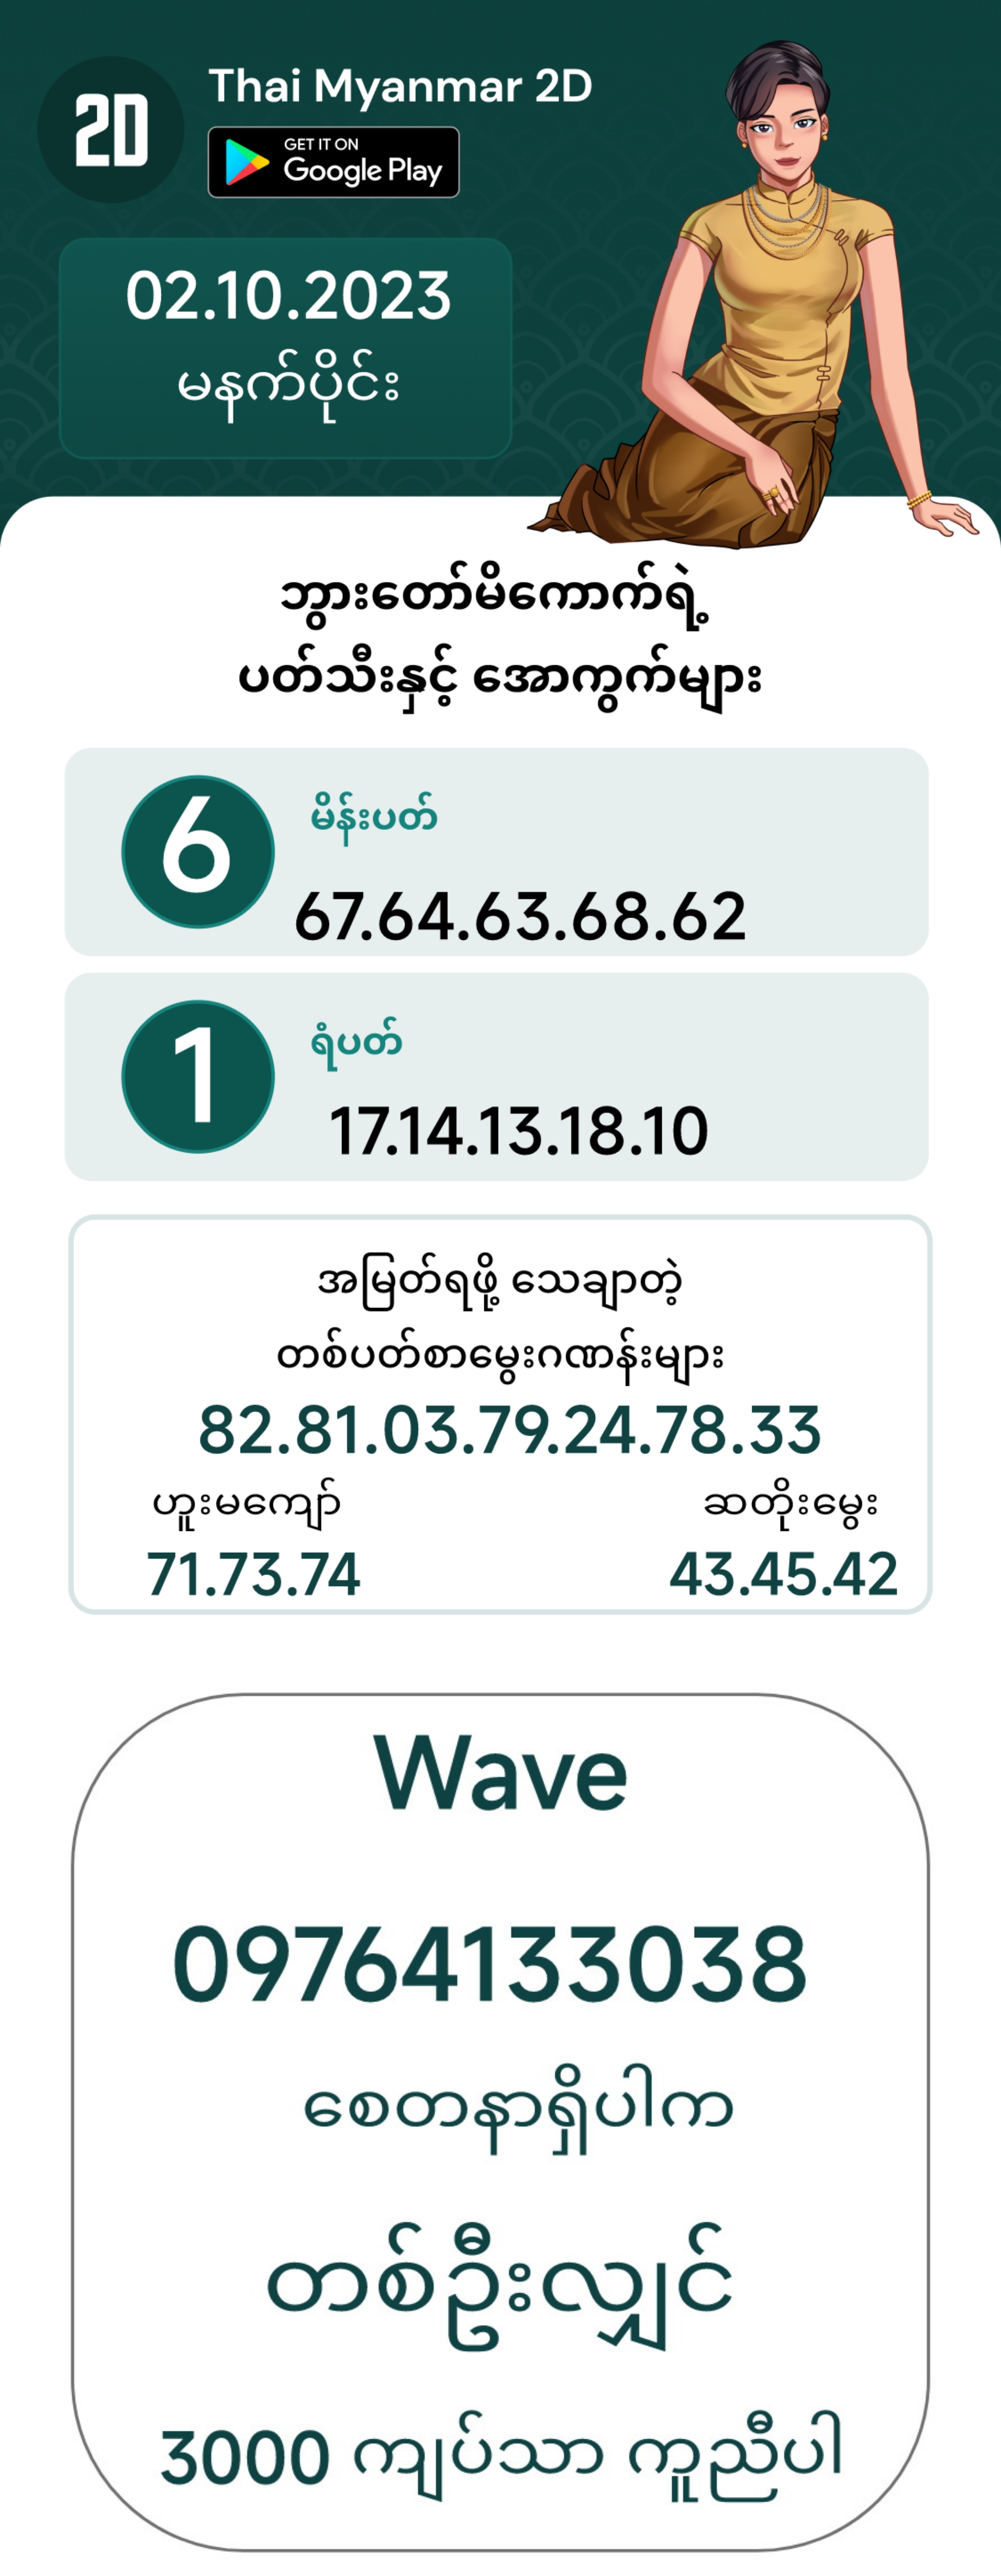 2D
Thai Myanmar 2D
GET IT ON
Google Play
02.10.2023
မနက်ပိုင်း
ဘွားတော်မိကောက်ရဲ့
ပတ်သီးနှင့် အောကွက်များ
6
မိန်းပတ်
67.64.63.68.62
1
ရံပတ်
17.14.13.18.10
အမြတ်ရဖို့ သေချာတဲ့
တစ်ပတ်စာမွေးဂဏန်းများ
82.81.03.79.24.78.33
ဟူးမကျော် ဆတိုးမွေး
71.73.74 43.45.42
Wave
09764133038
စေတနာရှိပါက
တစ်ဦးလျှင်
3000 ကျပ်သာ ကူညီပါ